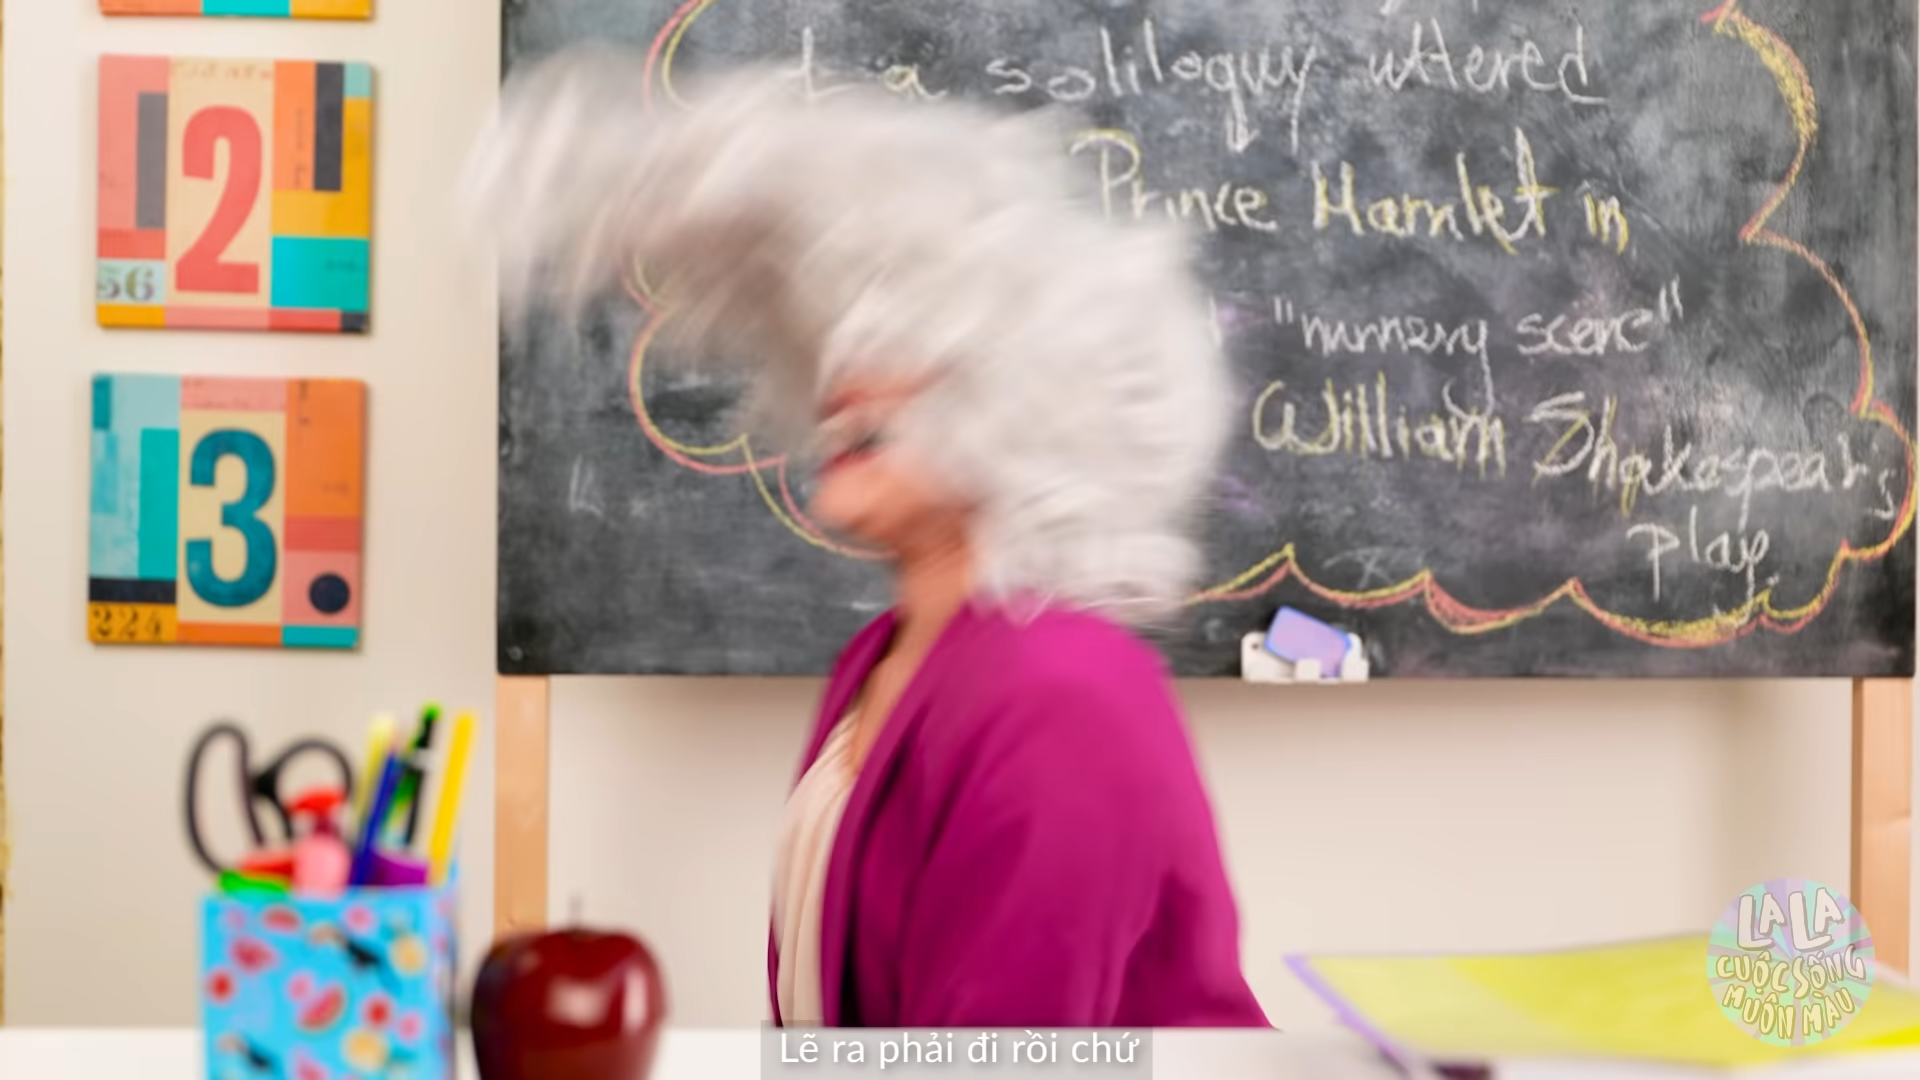 2
56
3
224
a soliloquy uttered
Prince Hamlet in
"nunnery scene"
William Shakespear's
play.
Lẽ ra phải đi rồi chứ
LA LA
CUỘC SỐNG
MUÔN MÀU